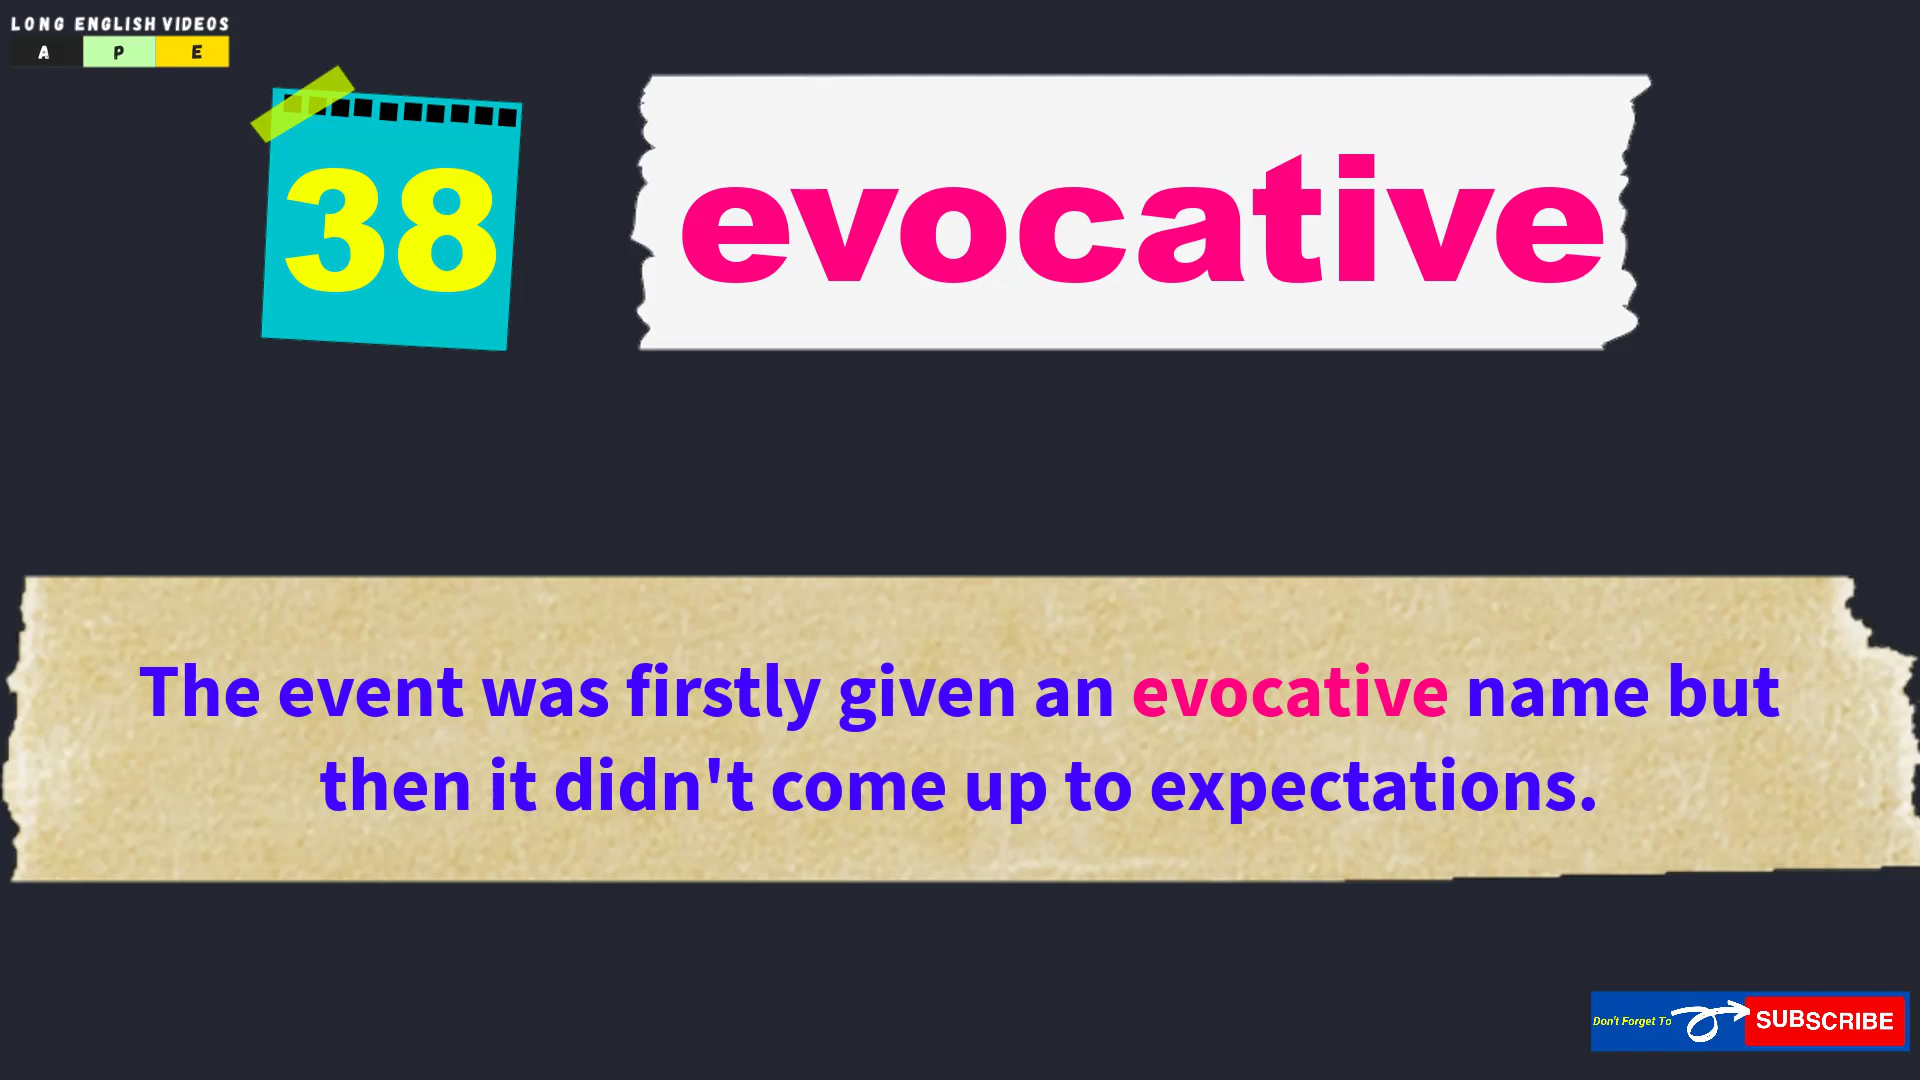 LONG ENGLISH VIDEOS
A P E
38
evocative
The event was firstly given an evocative name but
then it didn't come up to expectations.
Don't Forget To SUBSCRIBE